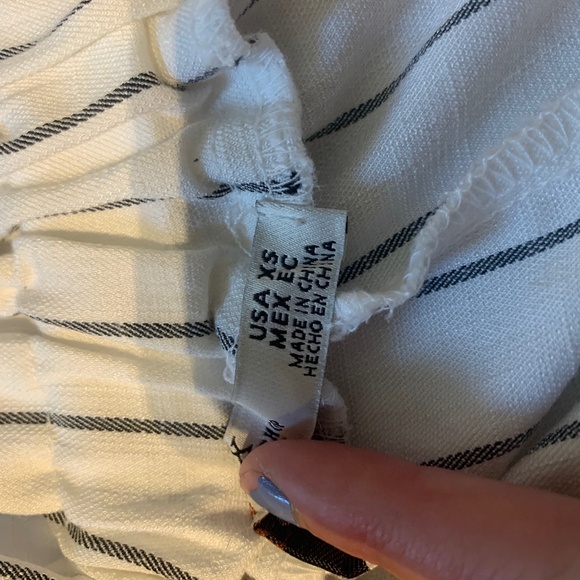 USA XS
MEX EC
MADE IN CHINA
HECHO EN CHINA